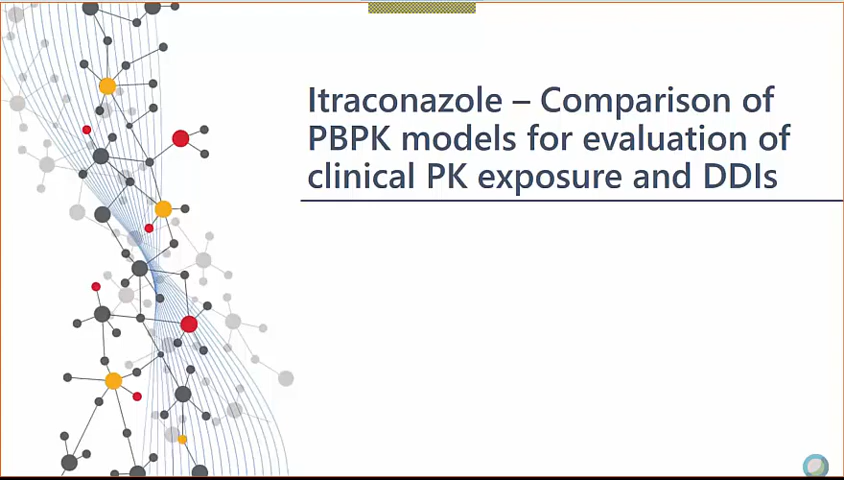 Itraconazole – Comparison of
PBPK models for evaluation of
clinical PK exposure and DDIs